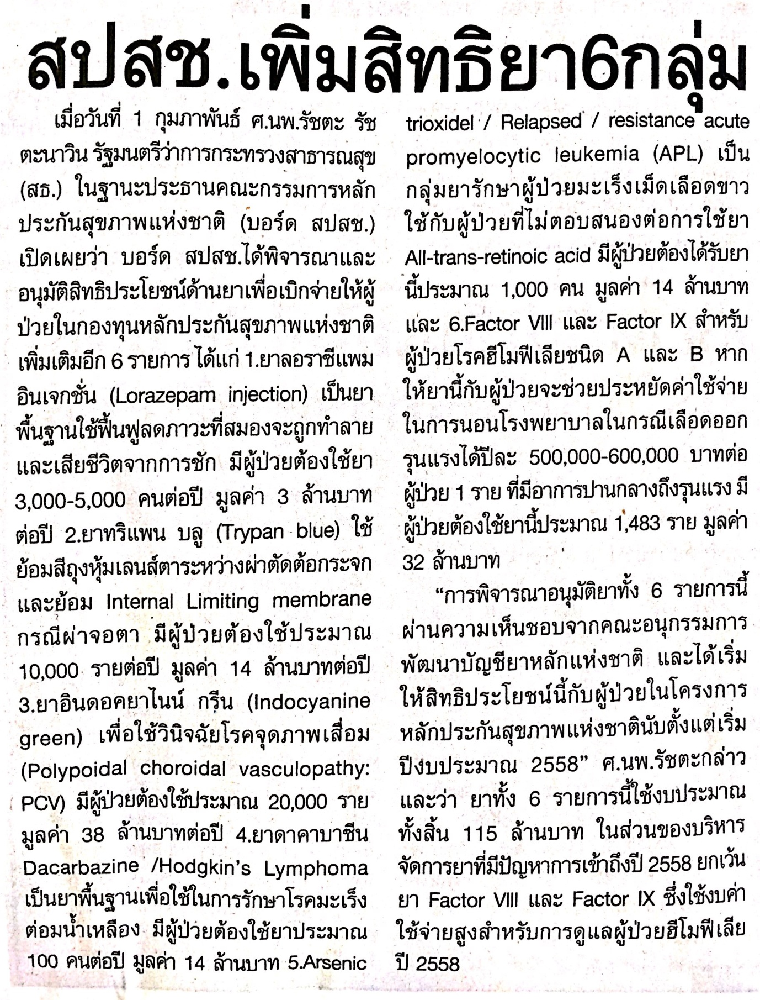 สปสช.เพิ่มสิทธิยา6กลุ่ม
เมื่อวันที่ 1 กุมภาพันธ์ ศ.นพ.รัชตะ รัช
ตะนาวิน รัฐมนตรีว่าการกระทรวงสาธารณสุข
(สธ.) ในฐานะประธานคณะกรรมการหลัก
ประกันสุขภาพแห่งชาติ (บอร์ด สปสช.)
เปิดเผยว่า บอร์ด สปสช.ได้พิจารณาและ
อนุมัติสิทธิประโยชน์ด้านยาเพื่อเบิกจ่ายให้ผู้
ป่วยในกองทุนหลักประกันสุขภาพแห่งชาติ
เพิ่มเติมอีก 6 รายการ ได้แก่ 1.ยาลอราซีแพม
อินเจกชั่น (Lorazepam injection) เป็นยา
พื้นฐานใช้ฟื้นฟูลดภาวะที่สมองจะถูกทำลาย
และเสียชีวิตจากการชัก มีผู้ป่วยต้องใช้ยา
3,000-5,000 คนต่อปี มูลค่า 3 ล้านบาท
ต่อปี 2.ยาทริแพน บลู (Trypan blue) ใช้
ย้อมสีถุงหุ้มเลนส์ตาระหว่างผ่าตัดต้อกระจก
และย้อม Internal Limiting membrane
กรณีผ่าจอตา มีผู้ป่วยต้องใช้ประมาณ
10,000 รายต่อปี มูลค่า 14 ล้านบาทต่อปี
3.ยาอินดอคยาไนน์ กรีน (Indocyanine
green) เพื่อใช้วินิจฉัยโรคจุดภาพเสื่อม
(Polypoidal choroidal vasculopathy:
PCV) มีผู้ป่วยต้องใช้ประมาณ 20,000 ราย
มูลค่า 38 ล้านบาทต่อปี 4.ยาดาคาบาซีน
Dacarbazine /Hodgkin's Lymphoma
เป็นยาพื้นฐานเพื่อใช้ในการรักษาโรคมะเร็ง
ต่อมน้ำเหลือง มีผู้ป่วยต้องใช้ยาประมาณ
100 คนต่อปี มูลค่า 14 ล้านบาท 5.Arsenic
trioxidel / Relapsed / resistance acute
promyelocytic leukemia (APL) เป็น
กลุ่มยารักษาผู้ป่วยมะเร็งเม็ดเลือดขาว
ใช้กับผู้ป่วยที่ไม่ตอบสนองต่อการใช้ยา
All-trans-retinoic acid มีผู้ป่วยต้องได้รับยา
นี้ประมาณ 1,000 คน มูลค่า 14 ล้านบาท
และ 6.Factor VIII และ Factor IX สำหรับ
ผู้ป่วยโรคฮีโมฟีเลียชนิด A และ B หาก
ให้ยานี้กับผู้ป่วยจะช่วยประหยัดค่าใช้จ่าย
ในการนอนโรงพยาบาลในกรณีเลือดออก
รุนแรงได้ปีละ 500,000-600,000 บาทต่อ
ผู้ป่วย 1 ราย ที่มีอาการปานกลางถึงรุนแรง มี
ผู้ป่วยต้องใช้ยานี้ประมาณ 1,483 ราย มูลค่า
32 ล้านบาท
“การพิจารณาอนุมัติยาทั้ง 6 รายการนี้
ผ่านความเห็นชอบจากคณะอนุกรรมการ
พัฒนาบัญชียาหลักแห่งชาติ และได้เริ่ม
ให้สิทธิประโยชน์นี้กับผู้ป่วยในโครงการ
หลักประกันสุขภาพแห่งชาตินับตั้งแต่เริ่ม
ปีงบประมาณ 2558” ศ.นพ.รัชตะกล่าว
และว่า ยาทั้ง 6 รายการนี้ใช้งบประมาณ
ทั้งสิ้น 115 ล้านบาท ในส่วนของบริหาร
จัดการยาที่มีปัญหาการเข้าถึงปี 2558 ยกเว้น
ยา Factor VIII และ Factor IX ซึ่งใช้งบค่า
ใช้จ่ายสูงสำหรับการดูแลผู้ป่วยฮีโมฟีเลีย
ปี 2558